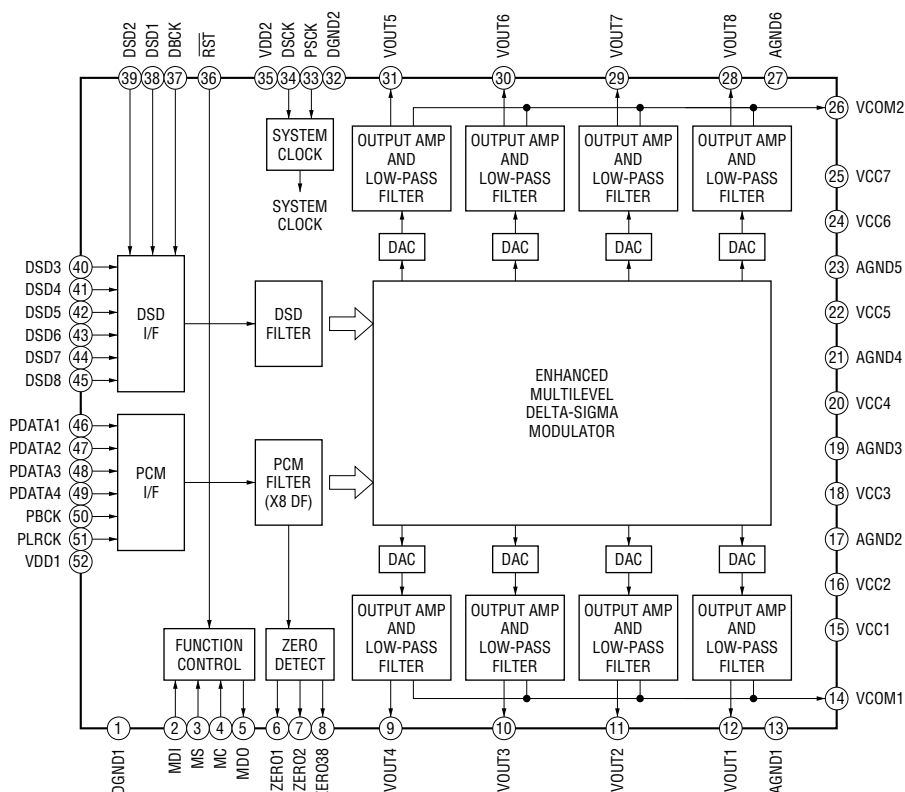 DSD2
DSD1
DBCK
RST
VDD2
DSCK
PSCK
DGND2
VOUT5
VOUT6
VOUT7
VOUT8
AGND6
39 38 37 36 35 34 33 32 31 30 29 28 27
26 VCOM2
SYSTEM
CLOCK
SYSTEM
CLOCK
OUTPUT AMP
AND
LOW-PASS
FILTER
OUTPUT AMP
AND
LOW-PASS
FILTER
OUTPUT AMP
AND
LOW-PASS
FILTER
OUTPUT AMP
AND
LOW-PASS
FILTER
25 VCC7
24 VCC6
DAC DAC DAC DAC
23 AGND5
22 VCC5
21 AGND4
20 VCC4
19 AGND3
18 VCC3
17 AGND2
16 VCC2
15 VCC1
14 VCOM1
DSD3 40
DSD4 41
DSD5 42
DSD6 43
DSD7 44
DSD8 45
DSD
I/F
DSD
FILTER
ENHANCED
MULTILEVEL
DELTA-SIGMA
MODULATOR
PDATA1 46
PDATA2 47
PDATA3 48
PDATA4 49
PBCK 50
PLRCK 51
VDD1 52
PCM
I/F
PCM
FILTER
(X8 DF)
DAC DAC DAC DAC
FUNCTION
CONTROL
ZERO
DETECT
OUTPUT AMP
AND
LOW-PASS
FILTER
OUTPUT AMP
AND
LOW-PASS
FILTER
OUTPUT AMP
AND
LOW-PASS
FILTER
OUTPUT AMP
AND
LOW-PASS
FILTER
1 2 3 4 5 6 7 8 9 10 11 12 13
DGND1
MDI
MS
MC
MDO
ZERO1
ZERO2
ZERO38
VOUT4
VOUT3
VOUT2
VOUT1
AGND1